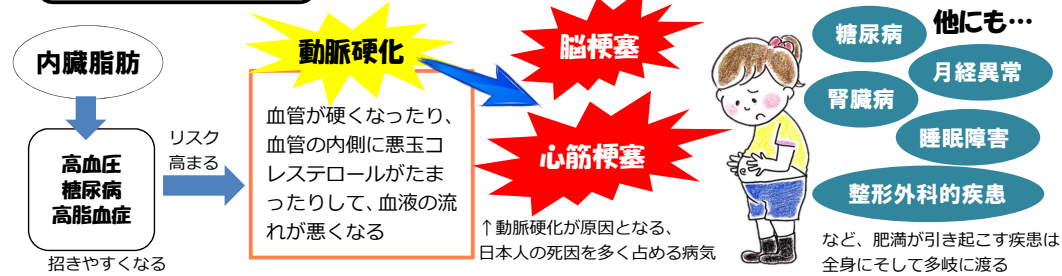 内臓脂肪
高血圧
糖尿病
高脂血症
招きやすくなる
リスク
高まる
動脈硬化
血管が硬くなったり、
血管の内側に悪玉コ
レステロールがたま
ったりして、血液の流
れが悪くなる
脳梗塞
心筋梗塞
↑動脈硬化が原因となる、
日本人の死因を多く占める病気
他にも…
糖尿病
月経異常
腎臓病
睡眠障害
整形外科的疾患
など、肥満が引き起こす疾患は
全身にそして多岐に渡る